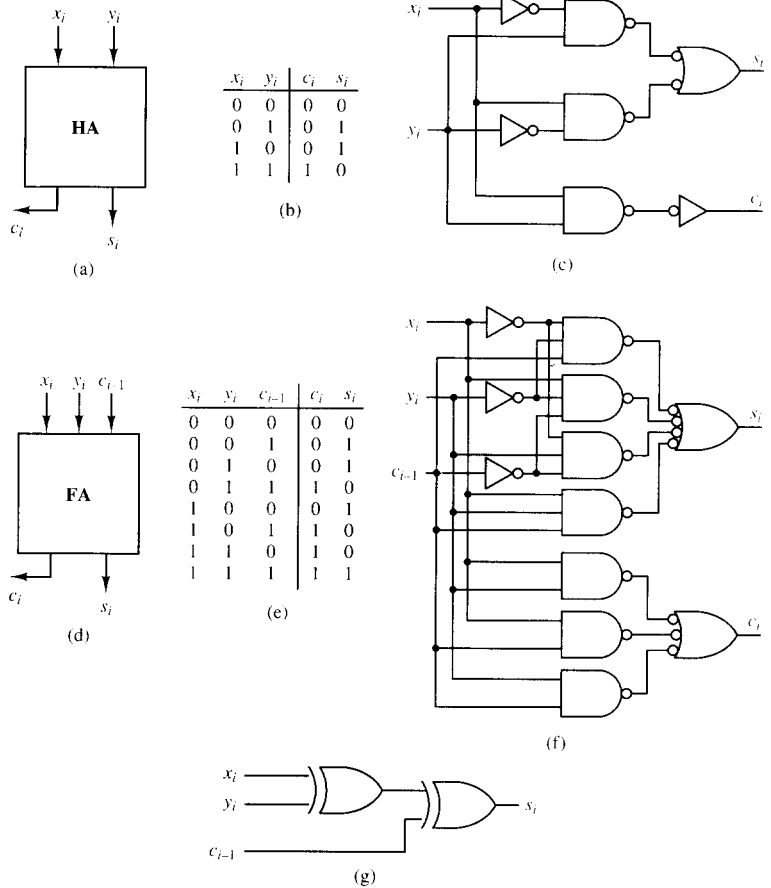 x_i y_i
HA
c_i
s_i
(a)
x_i y_i c_i s_i
0 0 0 0
0 1 0 1
1 0 0 1
1 1 1 0
(b)
x_i
y_i
s_i
c_i
(c)
x_i y_i c_{i-1}
FA
c_i
s_i
(d)
x_i y_i c_{i-1} c_i s_i
0 0 0 0 0
0 0 1 0 1
0 1 0 0 1
0 1 1 1 0
1 0 0 0 1
1 0 1 1 0
1 1 0 1 0
1 1 1 1 1
(e)
x_i
y_i
c_{i-1}
s_i
c_i
(f)
x_i
y_i
c_{i-1}
s_i
(g)